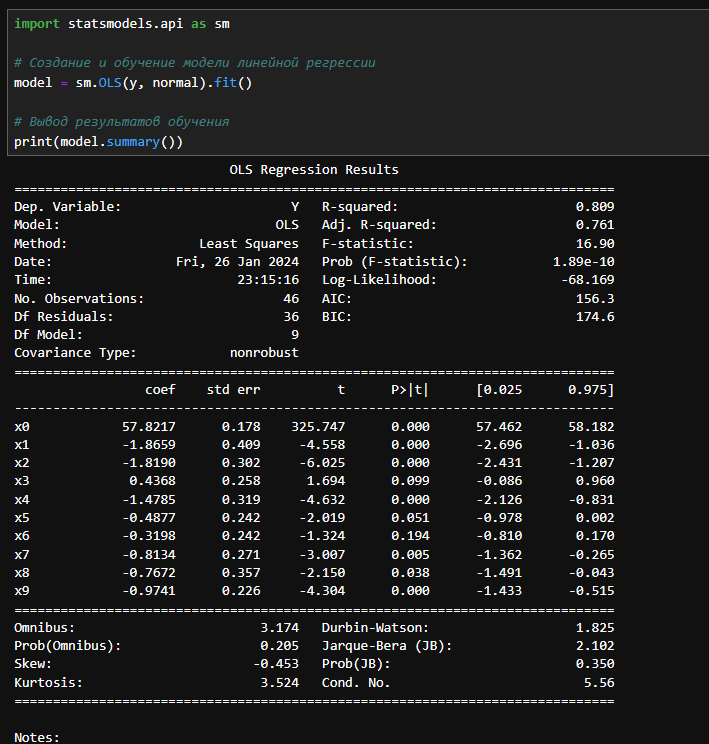 import statsmodels.api as sm
# Создание и обучение модели линейной регрессии
model = sm.OLS(y, normal).fit()
# Вывод результатов обучения
print(model.summary())
OLS Regression Results
==============================================================================
Dep. Variable: Y R-squared: 0.809
Model: OLS Adj. R-squared: 0.761
Method: Least Squares F-statistic: 16.90
Date: Fri, 26 Jan 2024 Prob (F-statistic): 1.89e-10
Time: 23:15:16 Log-Likelihood: -68.169
No. Observations: 46 AIC: 156.3
Df Residuals: 36 BIC: 174.6
Df Model: 9
Covariance Type: nonrobust
==============================================================================
coef std err t P>|t| [0.025 0.975]
------------------------------------------------------------------------------
x0 57.8217 0.178 325.747 0.000 57.462 58.182
x1 -1.8659 0.409 -4.558 0.000 -2.696 -1.036
x2 -1.8190 0.302 -6.025 0.000 -2.431 -1.207
x3 0.4368 0.258 1.694 0.099 -0.086 0.960
x4 -1.4785 0.319 -4.632 0.000 -2.126 -0.831
x5 -0.4877 0.242 -2.019 0.051 -0.978 0.002
x6 -0.3198 0.242 -1.324 0.194 -0.810 0.170
x7 -0.8134 0.271 -3.007 0.005 -1.362 -0.265
x8 -0.7672 0.357 -2.150 0.038 -1.491 -0.043
x9 -0.9741 0.226 -4.304 0.000 -1.433 -0.515
==============================================================================
Omnibus: 3.174 Durbin-Watson: 1.825
Prob(Omnibus): 0.205 Jarque-Bera (JB): 2.102
Skew: -0.453 Prob(JB): 0.350
Kurtosis: 3.524 Cond. No. 5.56
==============================================================================
Notes: